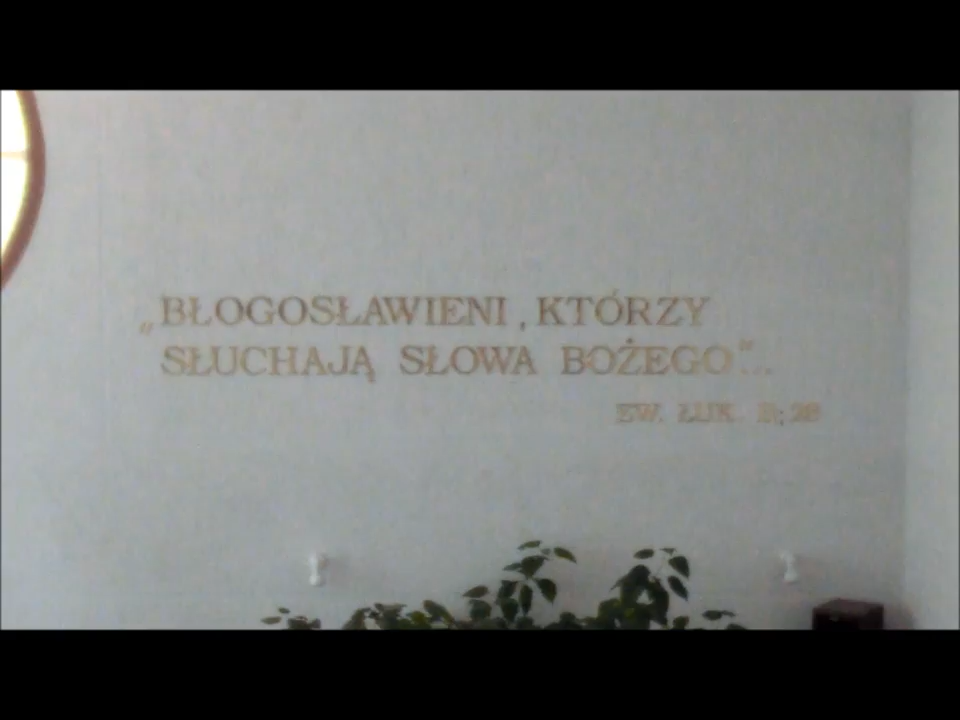 „BŁOGOSŁAWIENI, KTÓRZY
SŁUCHAJĄ SŁOWA BOŻEGO”...
EW. ŁUK.